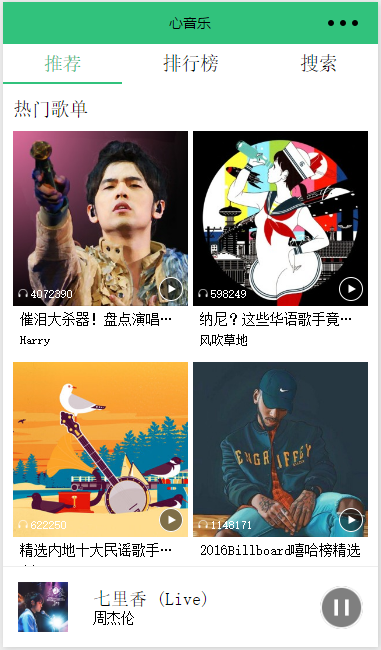 心音乐
推荐 排行榜 搜索
热门歌单
4072390
598249
催泪大杀器！盘点演唱…
纳尼？这些华语歌手竟…
Harry
风吹草地
ENGRAFFEY
622250
1148171
精选内地十大民谣歌手…
2016Billboard嘻哈榜精选
七里香 (Live)
周杰伦